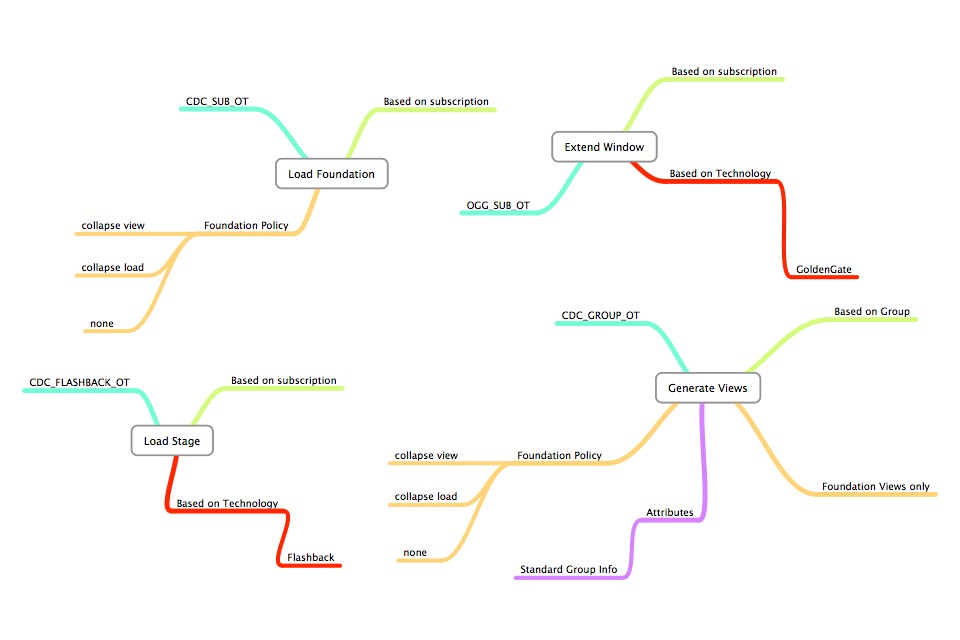 CDC_SUB_OT
Based on subscription
Load Foundation
Foundation Policy
collapse view
collapse load
none
Based on subscription
Extend Window
Based on Technology
OGG_SUB_OT
GoldenGate
CDC_FLASHBACK_OT
Based on subscription
Load Stage
Based on Technology
Flashback
CDC_GROUP_OT
Based on Group
Generate Views
Foundation Policy
collapse view
collapse load
none
Foundation Views only
Attributes
Standard Group Info